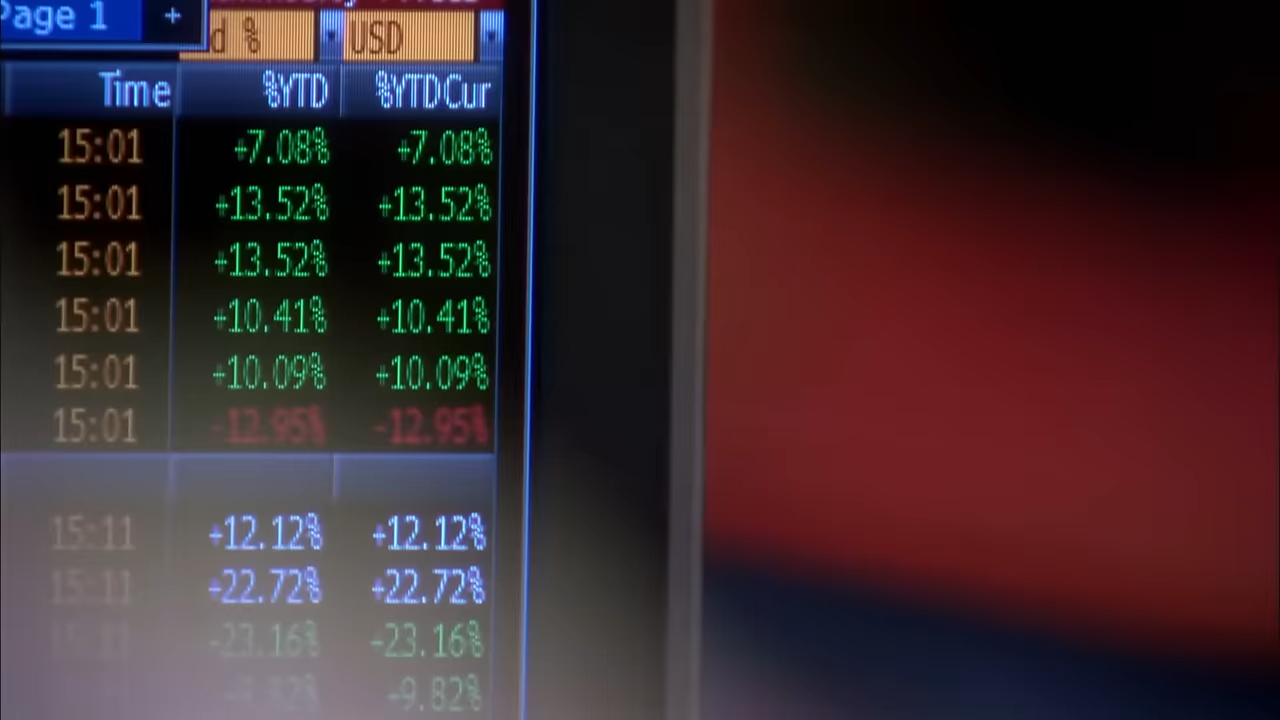 Page 1 +
d % USD
Time %YTD %YTDCur
15:01 +7.08% +7.08%
15:01 +13.52% +13.52%
15:01 +13.52% +13.52%
15:01 +10.41% +10.41%
15:01 +10.09% +10.09%
15:01 -12.95% -12.95%
15:11 +12.12% +12.12%
15:11 +22.72% +22.72%
15:11 -23.16% -23.16%
-9.82%